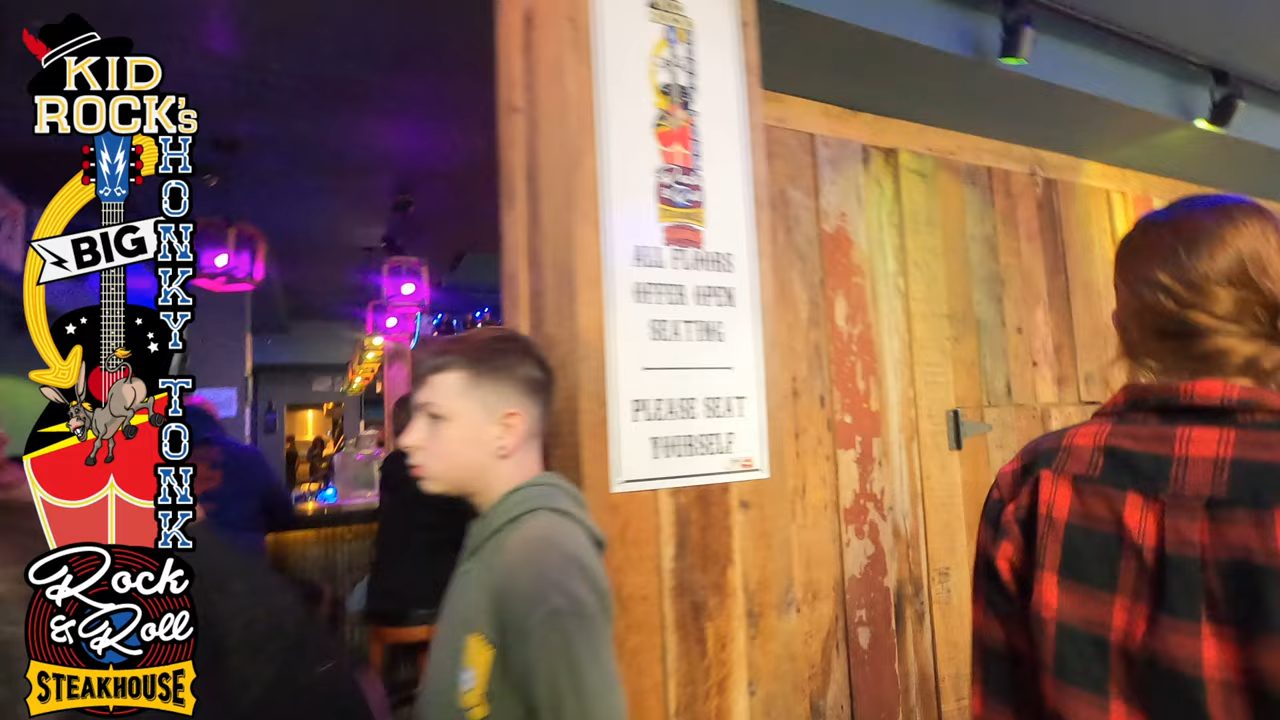 KID
ROCK's
BIG
HONKY TONK
Rock
& Roll
STEAKHOUSE
ALL FLOORS
OFFER OPEN
SEATING
PLEASE SEAT
YOURSELF